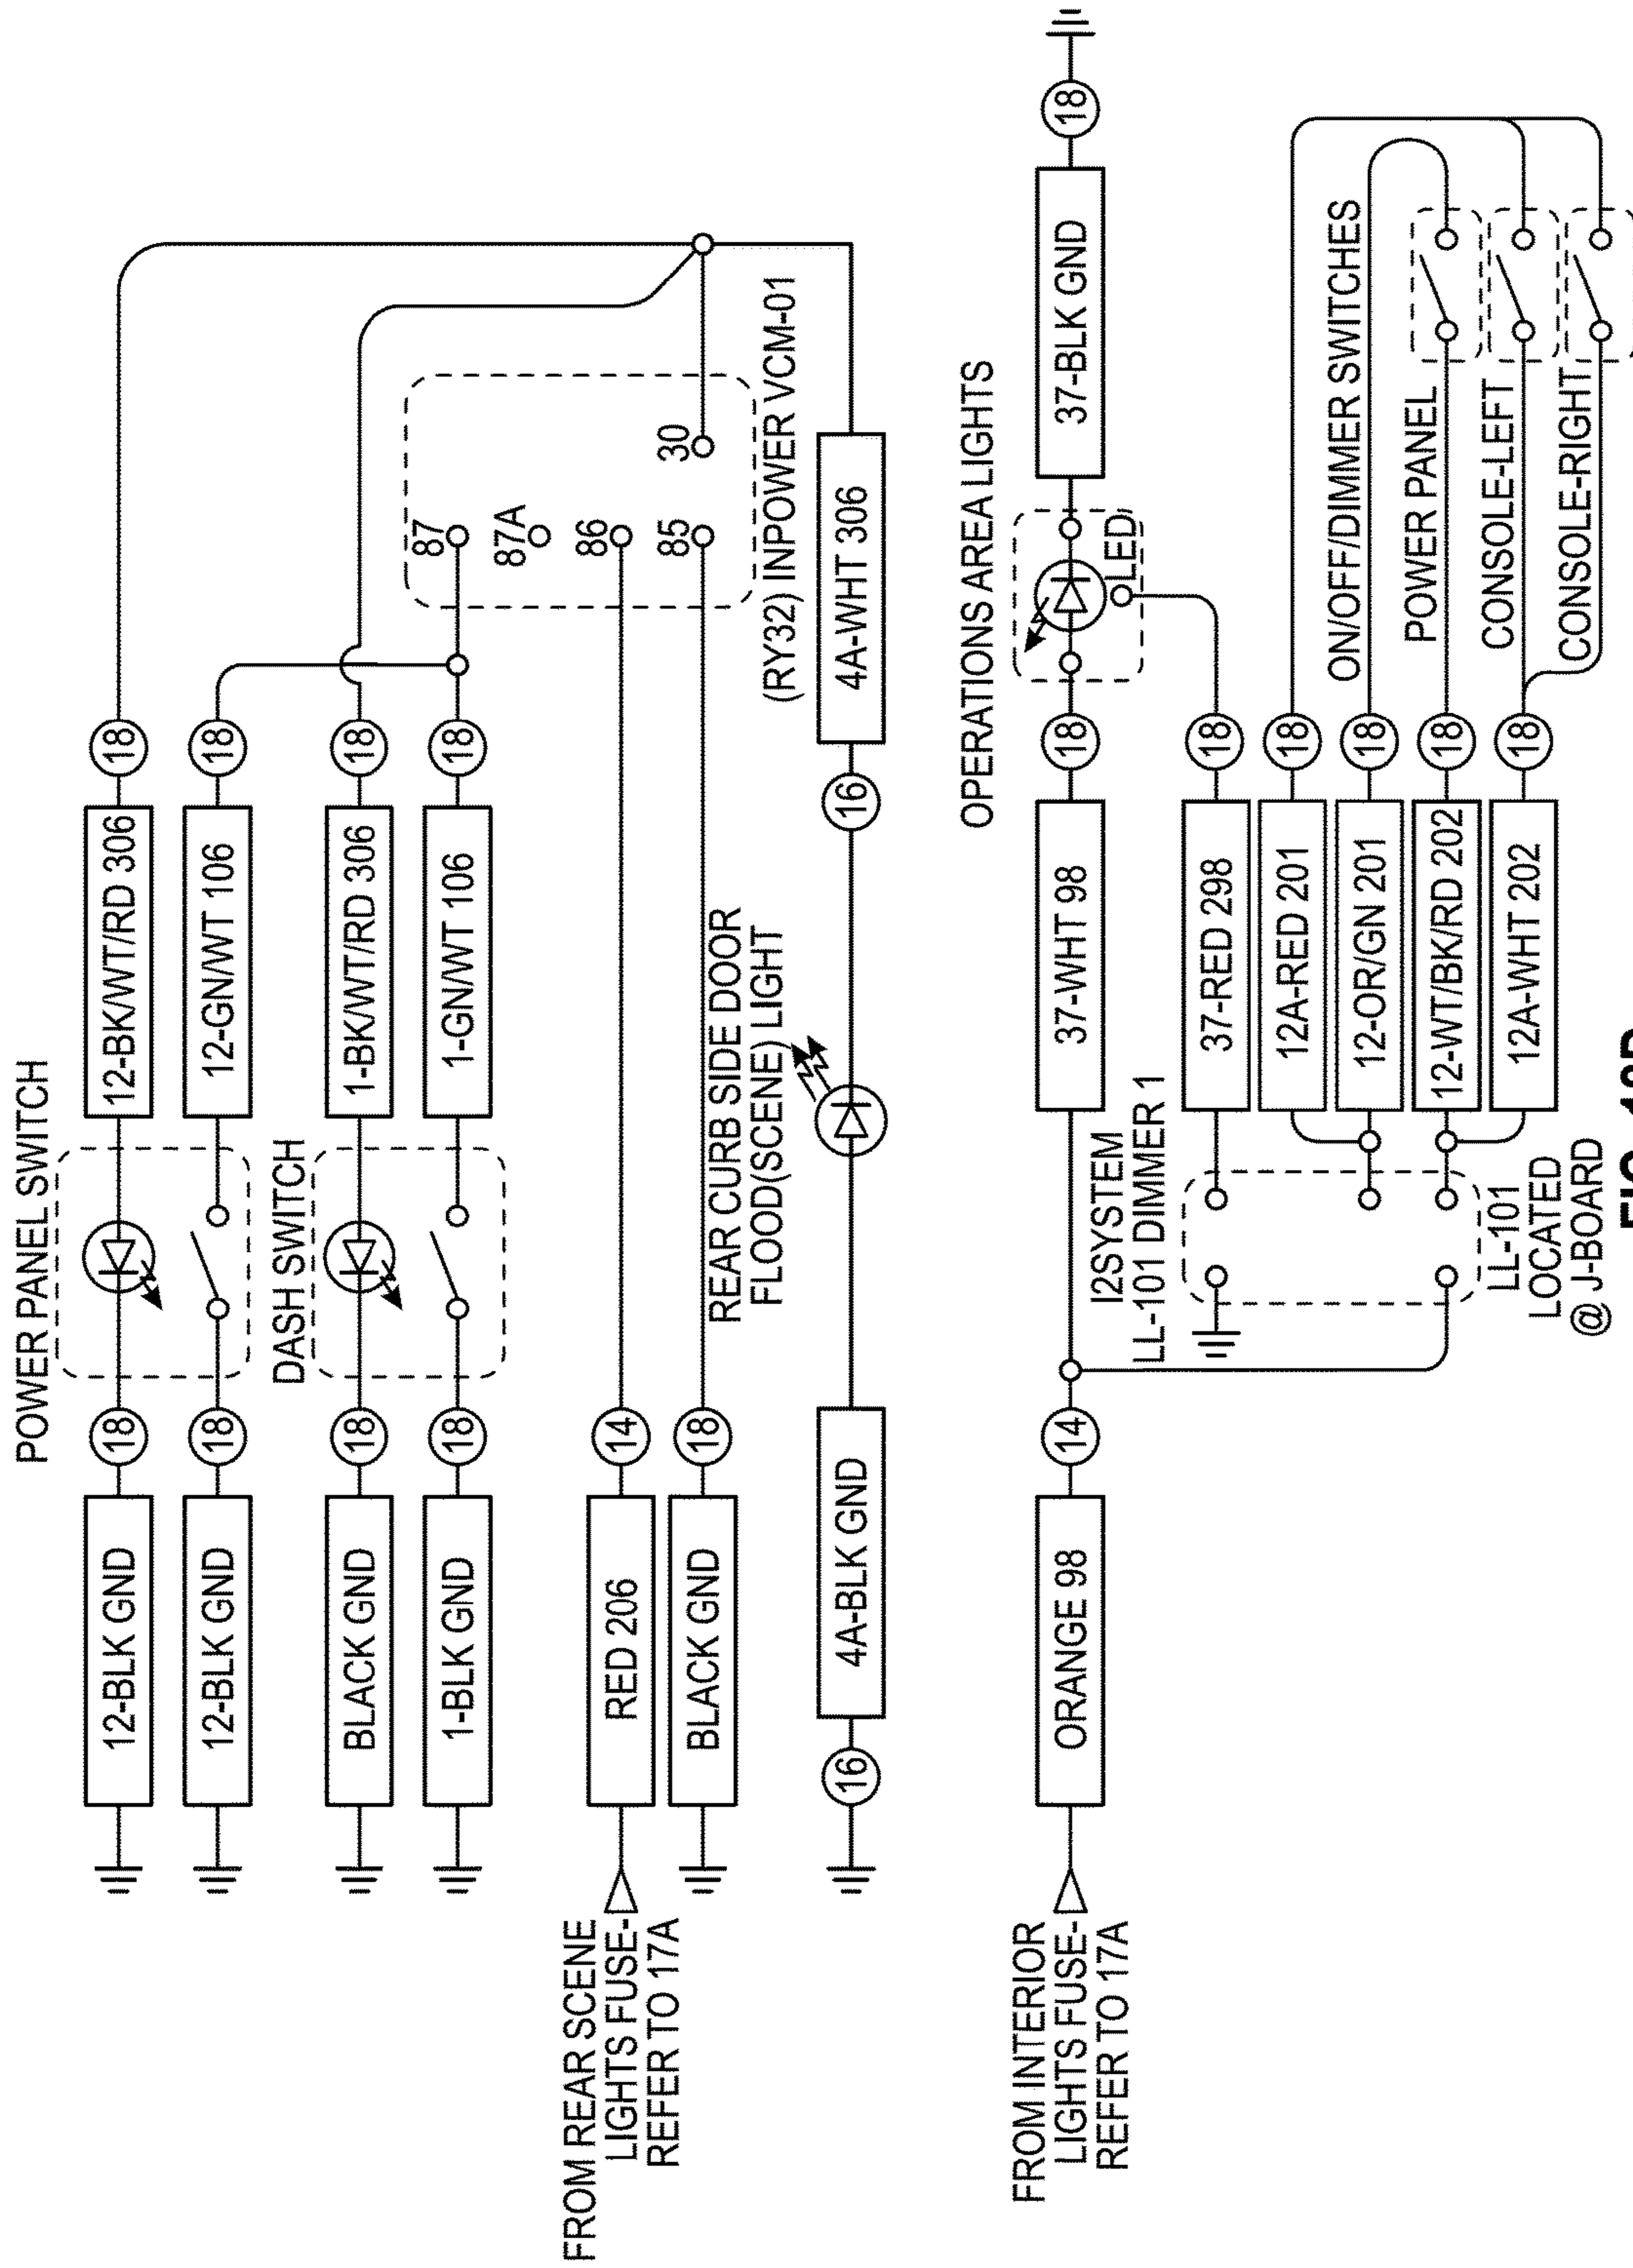 POWER PANEL SWITCH
12-BLK GND
18
18
12-BK/WT/RD 306
18
12-BLK GND
18
12-GN/WT 106
18
DASH SWITCH
BLACK GND
18
1-BK/WT/RD 306
18
1-BLK GND
18
1-GN/WT 106
18
87
87A
86
85
30
(RY32) INPOWER VCM-01
FROM REAR SCENE
LIGHTS FUSE-
REFER TO 17A
RED 206
14
BLACK GND
18
REAR CURB SIDE DOOR
FLOOD(SCENE) LIGHT
16
4A-BLK GND
16
4A-WHT 306
OPERATIONS AREA LIGHTS
FROM INTERIOR
LIGHTS FUSE-
REFER TO 17A
ORANGE 98
14
37-WHT 98
18
LED
37-BLK GND
18
I2SYSTEM
LL-101 DIMMER 1
37-RED 298
18
12A-RED 201
18
ON/OFF/DIMMER SWITCHES
12-OR/GN 201
18
POWER PANEL
12-WT/BK/RD 202
18
CONSOLE-LEFT
12A-WHT 202
18
CONSOLE-RIGHT
LL-101
LOCATED
@ J-BOARD
FIG.